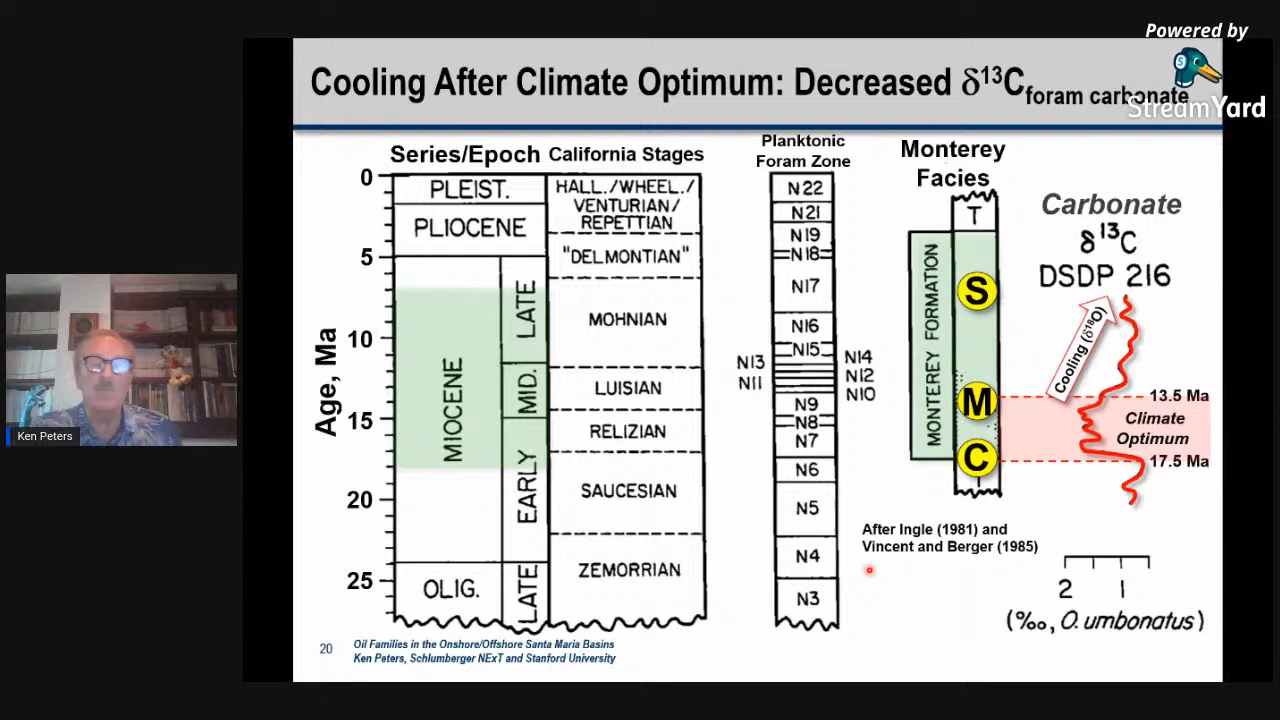 Powered by
StreamYard
S
Cooling After Climate Optimum: Decreased δ¹³C foram carbonate
Series/Epoch
California Stages
Planktonic
Foram Zone
Monterey
Facies
Age, Ma
0
5
10
15
20
25
PLEIST.
PLIOCENE
MIOCENE
OLIG.
LATE
MID.
EARLY
LATE
HALL./WHEEL./
VENTURIAN/
REPETTIAN
"DELMONTIAN"
MOHNIAN
LUISIAN
RELIZIAN
SAUCESIAN
ZEMORRIAN
N22
N21
N19
N18
N17
N16
N15
N13
N14
N12
N11
N10
N9
N8
N7
N6
N5
N4
N3
T
MONTEREY FORMATION
S
M
C
Carbonate
δ¹³C
DSDP 216
Cooling (δ¹⁸O)
13.5 Ma
Climate
Optimum
17.5 Ma
After Ingle (1981) and
Vincent and Berger (1985)
2 1
(‰, O. umbonatus)
20
Oil Families in the Onshore/Offshore Santa Maria Basins
Ken Peters, Schlumberger NExT and Stanford University
Ken Peters